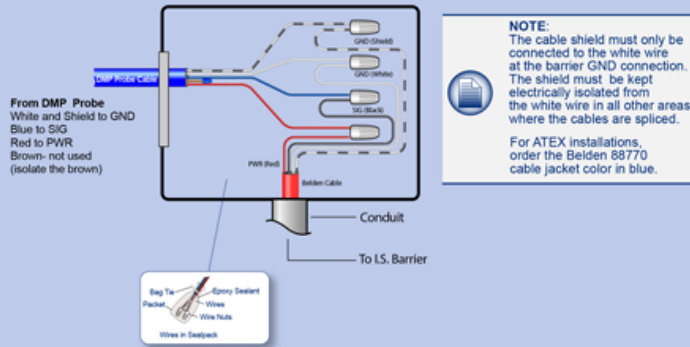 GND (Shield)
GND (White)
DMP Probe Cable
SIG (Black)
From DMP Probe
White and Shield to GND
Blue to SIG
Red to PWR
Brown- not used
(isolate the brown)
PWR (Red)
Belden Cable
Conduit
To I.S. Barrier
Bag Tie
Epoxy Sealant
Packet
Wires
Wire Nuts
Wires in Sealpack
NOTE:
The cable shield must only be
connected to the white wire
at the barrier GND connection.
The shield must be kept
electrically isolated from
the white wire in all other areas
where the cables are spliced.
For ATEX installations,
order the Belden 88770
cable jacket color in blue.